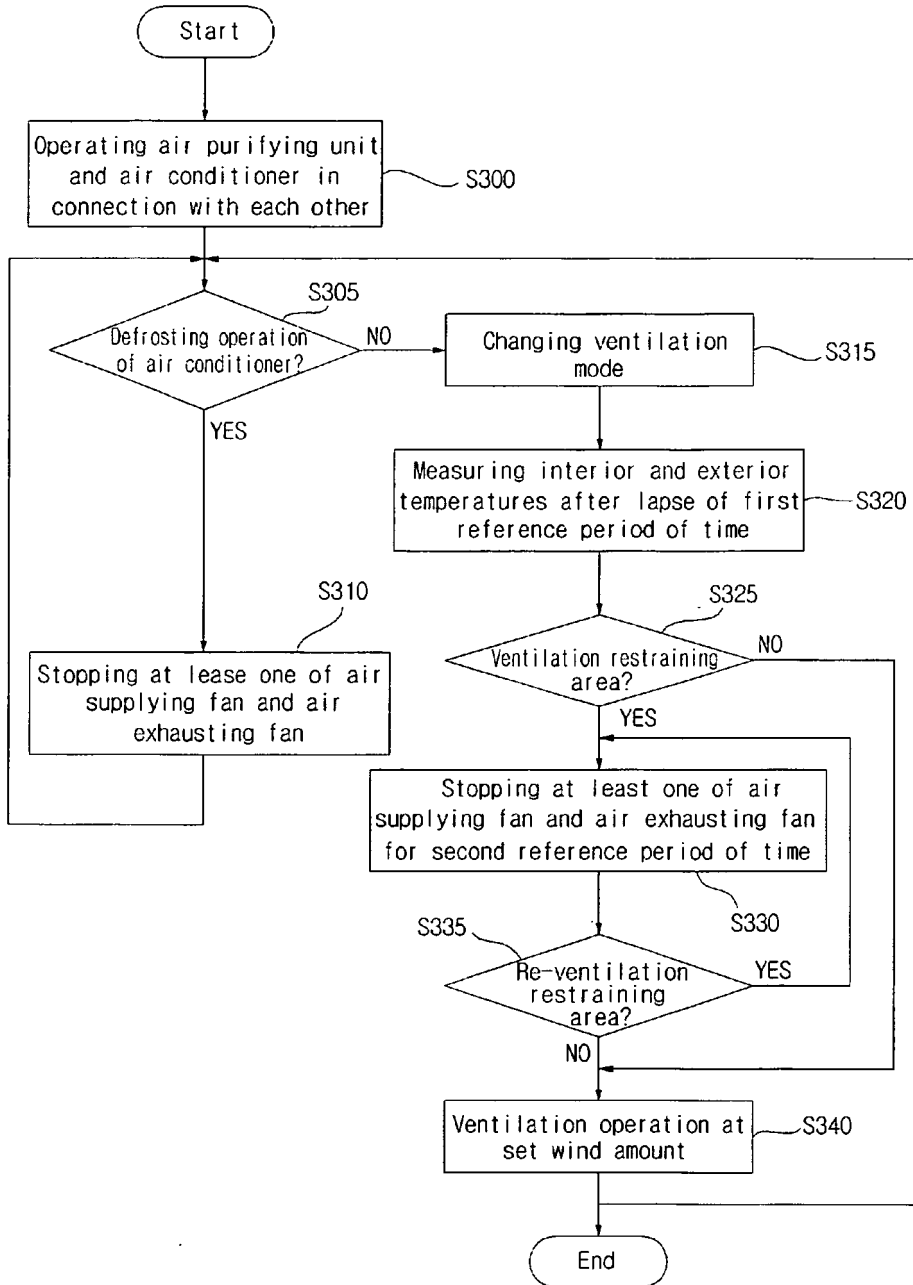 Start
Operating air purifying unit
and air conditioner in
connection with each other
S300
S305
Defrosting operation
of air conditioner?
NO
YES
Changing ventilation
mode
S315
Measuring interior and exterior
temperatures after lapse of first
reference period of time
S320
S310
Stopping at lease one of air
supplying fan and air
exhausting fan
S325
Ventilation restraining
area?
NO
YES
Stopping at least one of air
supplying fan and air exhausting fan
for second reference period of time
S330
S335
Re-ventilation
restraining
area?
YES
NO
Ventilation operation at
set wind amount
S340
End